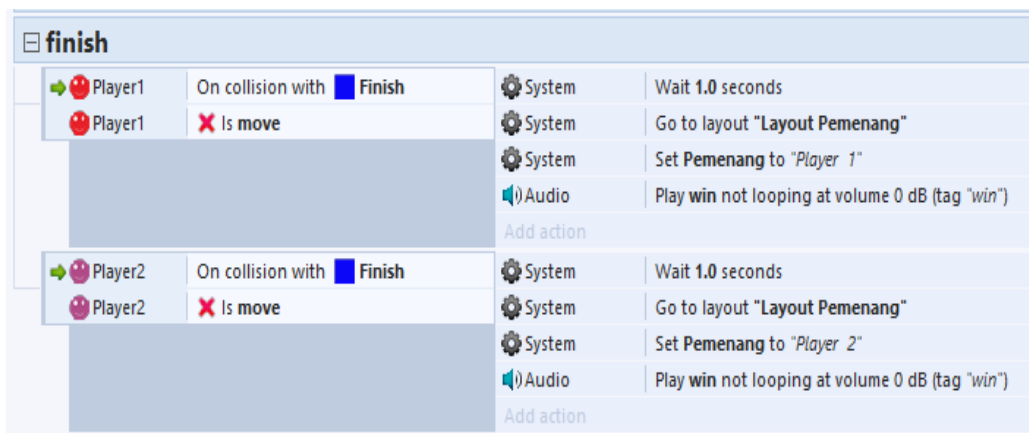 finish
Player1 On collision with Finish System Wait 1.0 seconds
Player1 Is move System Go to layout "Layout Pemenang"
System Set Pemenang to "Player 1"
Audio Play win not looping at volume 0 dB (tag "win")
Add action
Player2 On collision with Finish System Wait 1.0 seconds
Player2 Is move System Go to layout "Layout Pemenang"
System Set Pemenang to "Player 2"
Audio Play win not looping at volume 0 dB (tag "win")
Add action